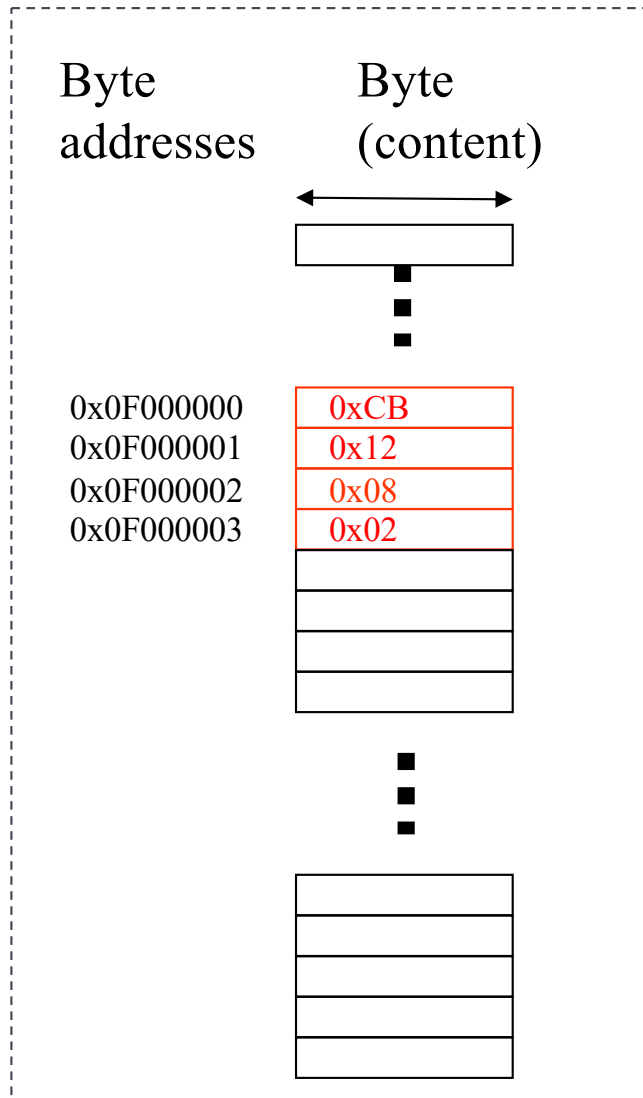 Byte addresses
Byte (content)
0x0F000000 0xCB
0x0F000001 0x12
0x0F000002 0x08
0x0F000003 0x02